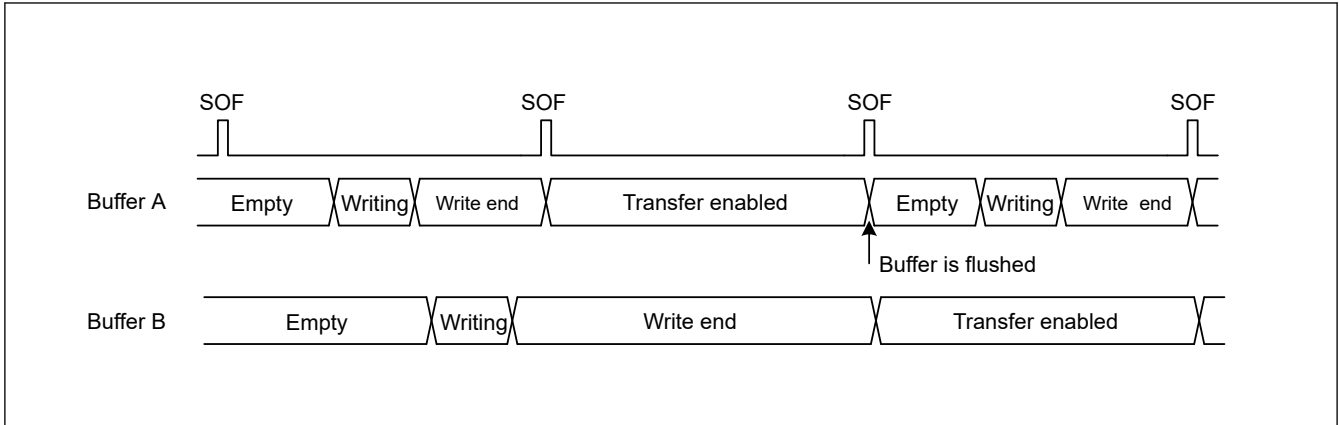 SOF SOF SOF SOF
Buffer A Empty Writing Write end Transfer enabled Empty Writing Write end
Buffer is flushed
Buffer B Empty Writing Write end Transfer enabled